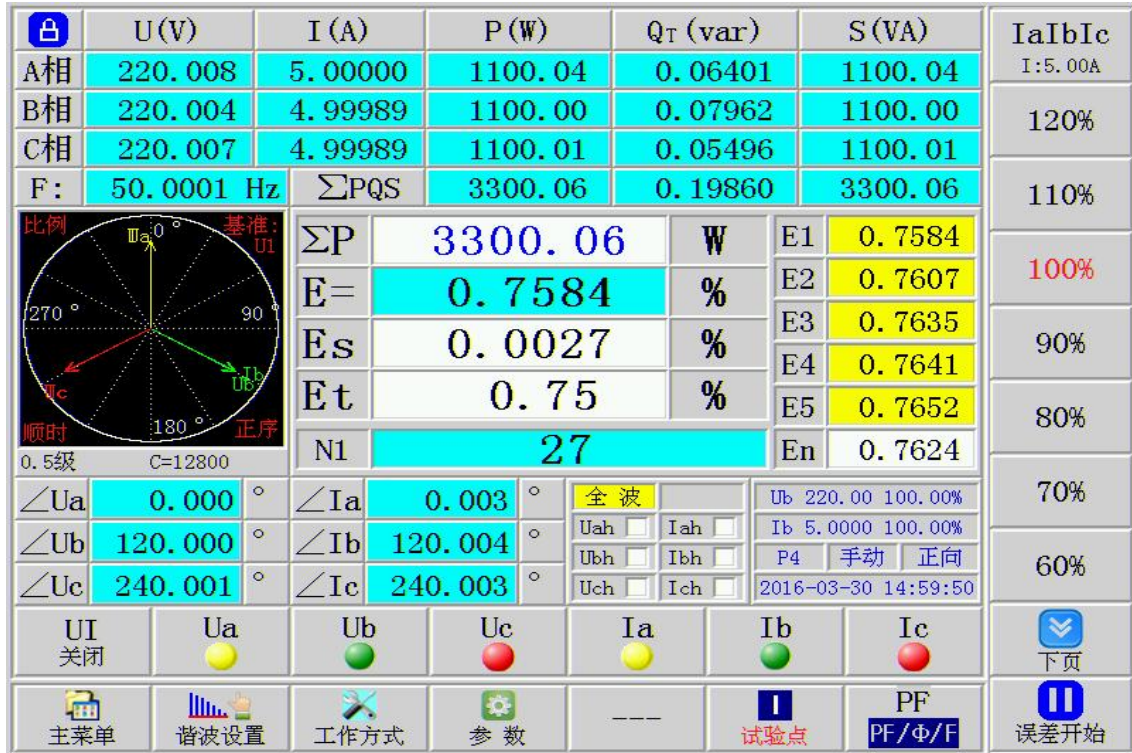 U(V) I(A) P(W) QT(var) S(VA)
A相 220.008 5.00000 1100.04 0.06401 1100.04
B相 220.004 4.99989 1100.00 0.07962 1100.00
C相 220.007 4.99989 1100.01 0.05496 1100.01
F: 50.0001 Hz ΣPQS 3300.06 0.19860 3300.06
比例 0° 基准:
U1
270° 90
Ib
Ub
顺时 180° 正序
0.5级 C=12800
ΣP 3300.06 W
E= 0.7584 %
Es 0.0027 %
Et 0.75 %
N1 27
E1 0.7584
E2 0.7607
E3 0.7635
E4 0.7641
E5 0.7652
En 0.7624
∠Ua 0.000 ° ∠Ia 0.003 °
∠Ub 120.000 ° ∠Ib 120.004 °
∠Uc 240.001 ° ∠Ic 240.003 °
全波
Uah Iah
Ubh Ibh
Uch Ich
Ub 220.00 100.00%
Ib 5.0000 100.00%
P4 手动 正向
2016-03-30 14:59:50
UI
关闭
Ua Ub Uc Ia Ib Ic
主菜单 谐波设置 工作方式 参数 --- 试验点
PF
PF/Φ/F
IaIbIc
I:5.00A
120%
110%
100%
90%
80%
70%
60%
下页
误差开始